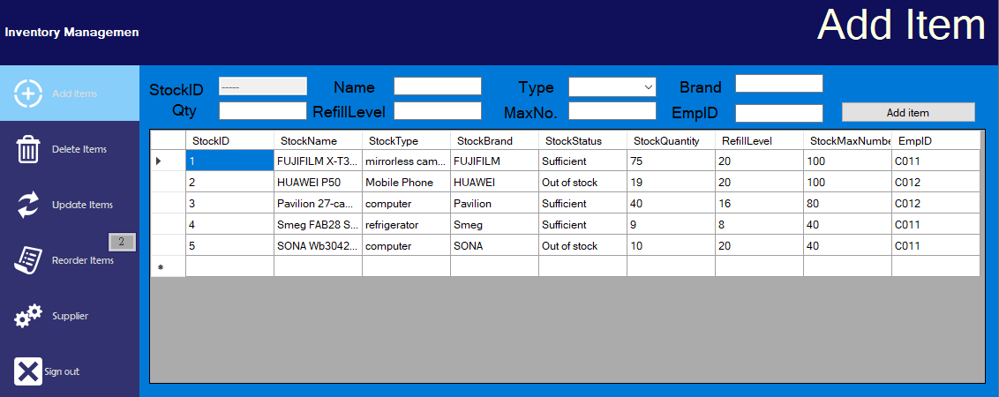 Inventory Managemen
Add Item
Add items
Delete Items
Update Items
2
Reorder Items
Supplier
Sign out
StockID ----- Name Type Brand
Qty RefillLevel MaxNo. EmpID Add item
StockID StockName StockType StockBrand StockStatus StockQuantity RefillLevel StockMaxNumbe EmpID
1 FUJIFILM X-T3... mirrorless cam... FUJIFILM Sufficient 75 20 100 C011
2 HUAWEI P50 Mobile Phone HUAWEI Out of stock 19 20 100 C012
3 Pavilion 27-ca... computer Pavilion Sufficient 40 16 80 C012
4 Smeg FAB28 S... refrigerator Smeg Sufficient 9 8 40 C011
5 SONA Wb3042... computer SONA Out of stock 10 20 40 C011